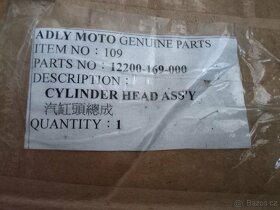 ADLY MOTO GENUINE PARTS
ITEM NO : 109
PARTS NO : 12200-169-000
DESCRIPTION :
CYLINDER HEAD ASS'Y
汽缸頭總成
QUANTITY : 1
Bazos.cz